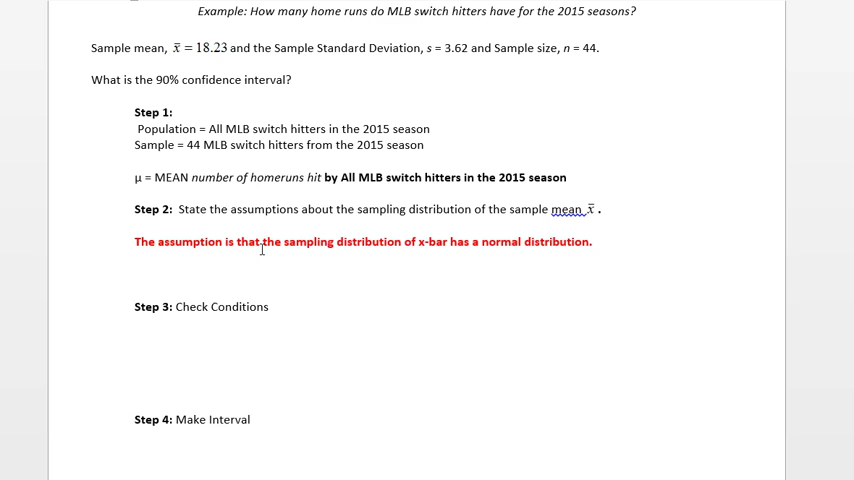 Example: How many home runs do MLB switch hitters have for the 2015 seasons?
Sample mean, x̄ = 18.23 and the Sample Standard Deviation, s = 3.62 and Sample size, n = 44.
What is the 90% confidence interval?
Step 1:
Population = All MLB switch hitters in the 2015 season
Sample = 44 MLB switch hitters from the 2015 season
μ = MEAN number of homeruns hit by All MLB switch hitters in the 2015 season
Step 2: State the assumptions about the sampling distribution of the sample mean x̄ .
The assumption is that the sampling distribution of x-bar has a normal distribution.
Step 3: Check Conditions
Step 4: Make Interval